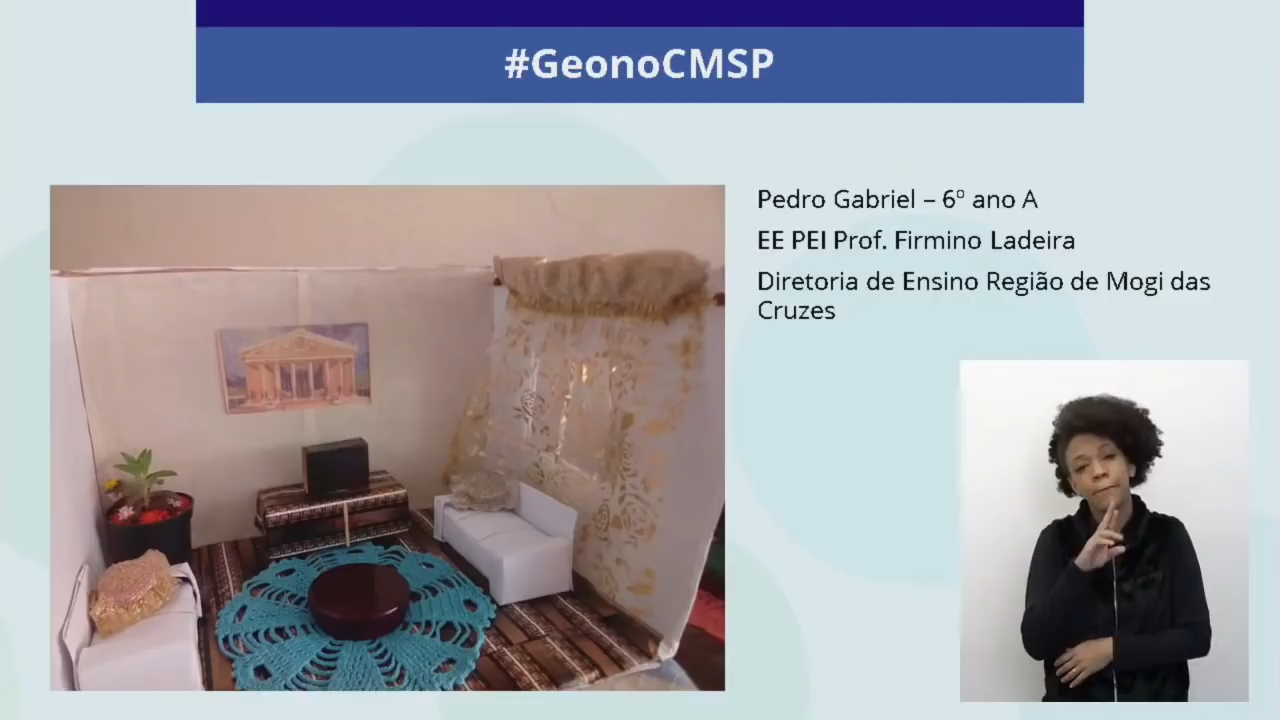 #GeonoCMSP
Pedro Gabriel – 6º ano A
EE PEI Prof. Firmino Ladeira
Diretoria de Ensino Região de Mogi das
Cruzes